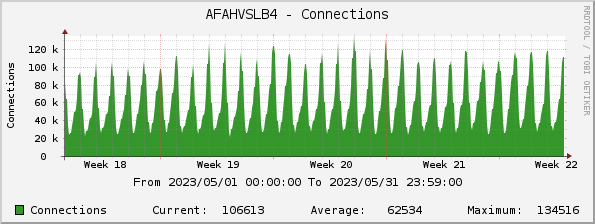 AFAHVSLB4 - Connections
RRDTOOL / TOBI OETIKER
Connections
120 k
100 k
80 k
60 k
40 k
20 k
0
Week 18 Week 19 Week 20 Week 21 Week 22
From 2023/05/01 00:00:00 To 2023/05/31 23:59:00
Connections Current: 106613 Average: 62534 Maximum: 134516